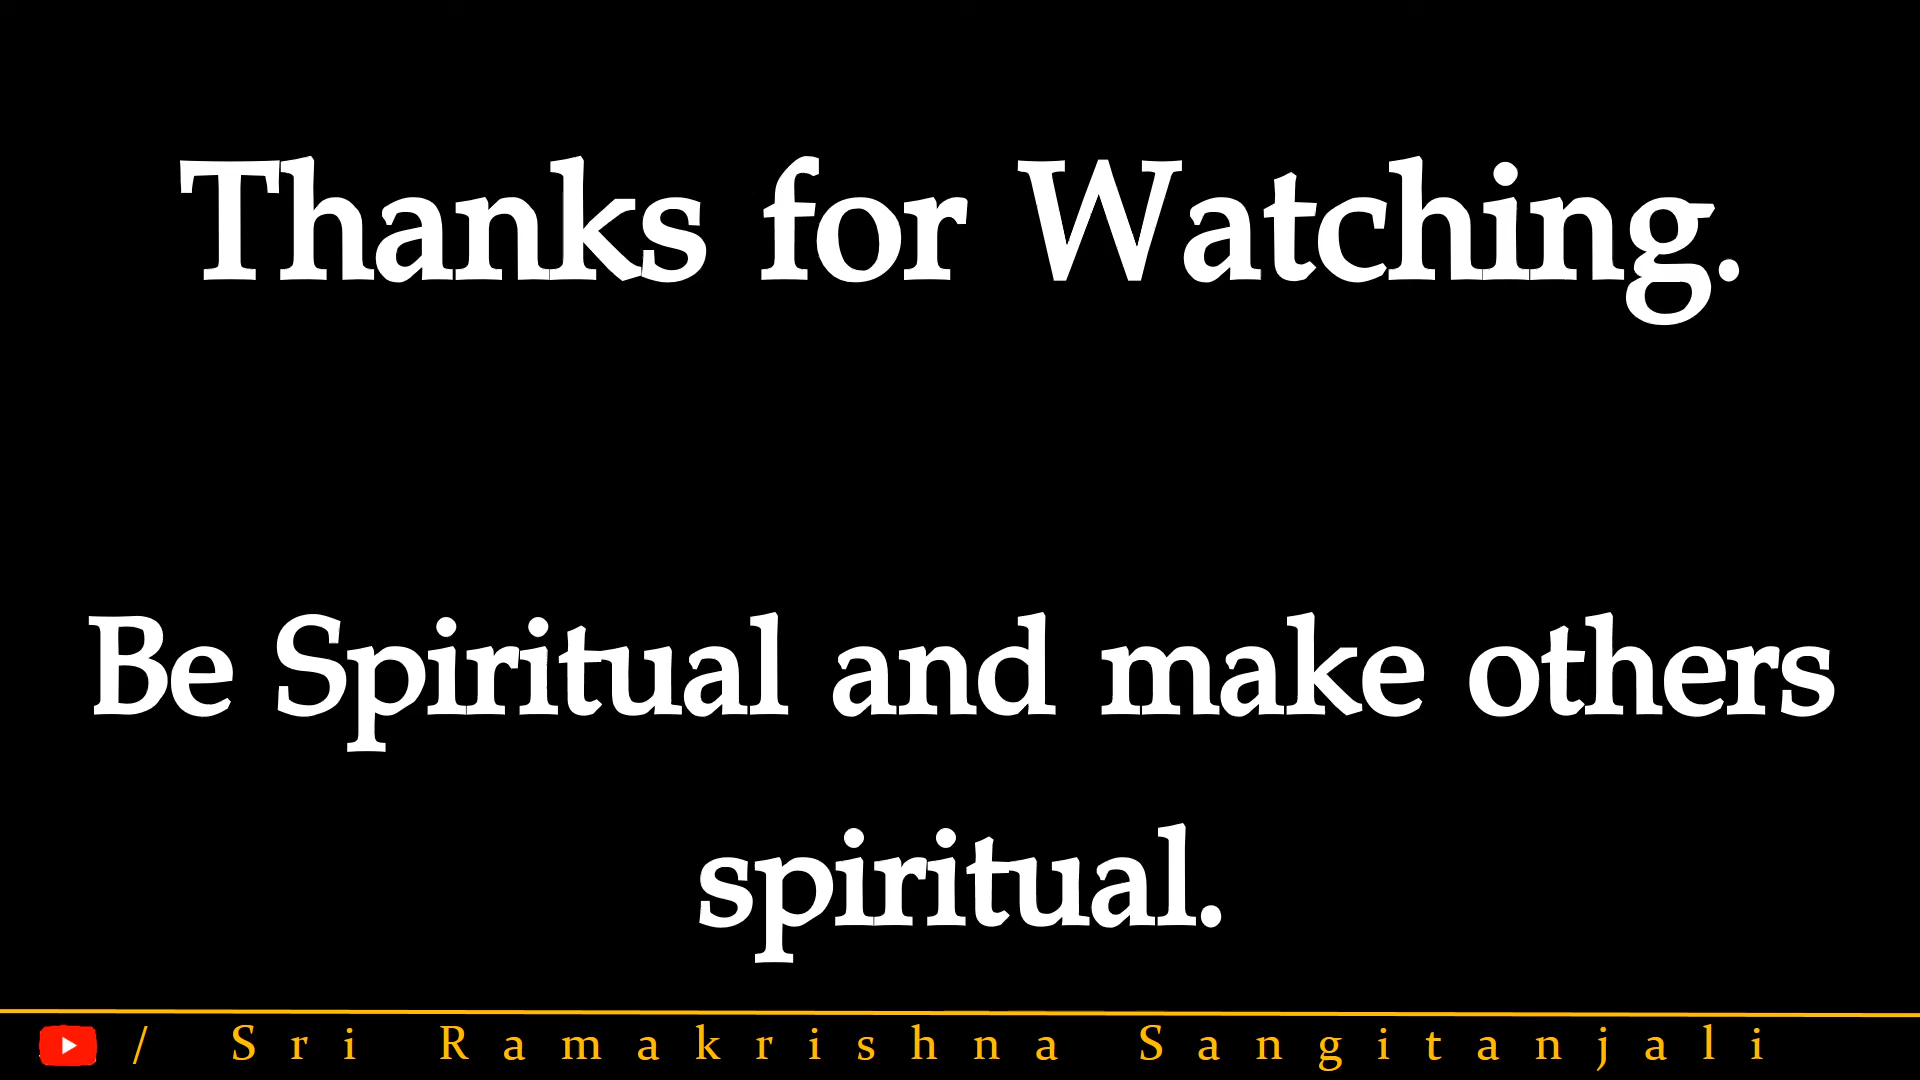 Thanks for Watching.
Be Spiritual and make others
spiritual.
/ Sri Ramakrishna Sangitanjali